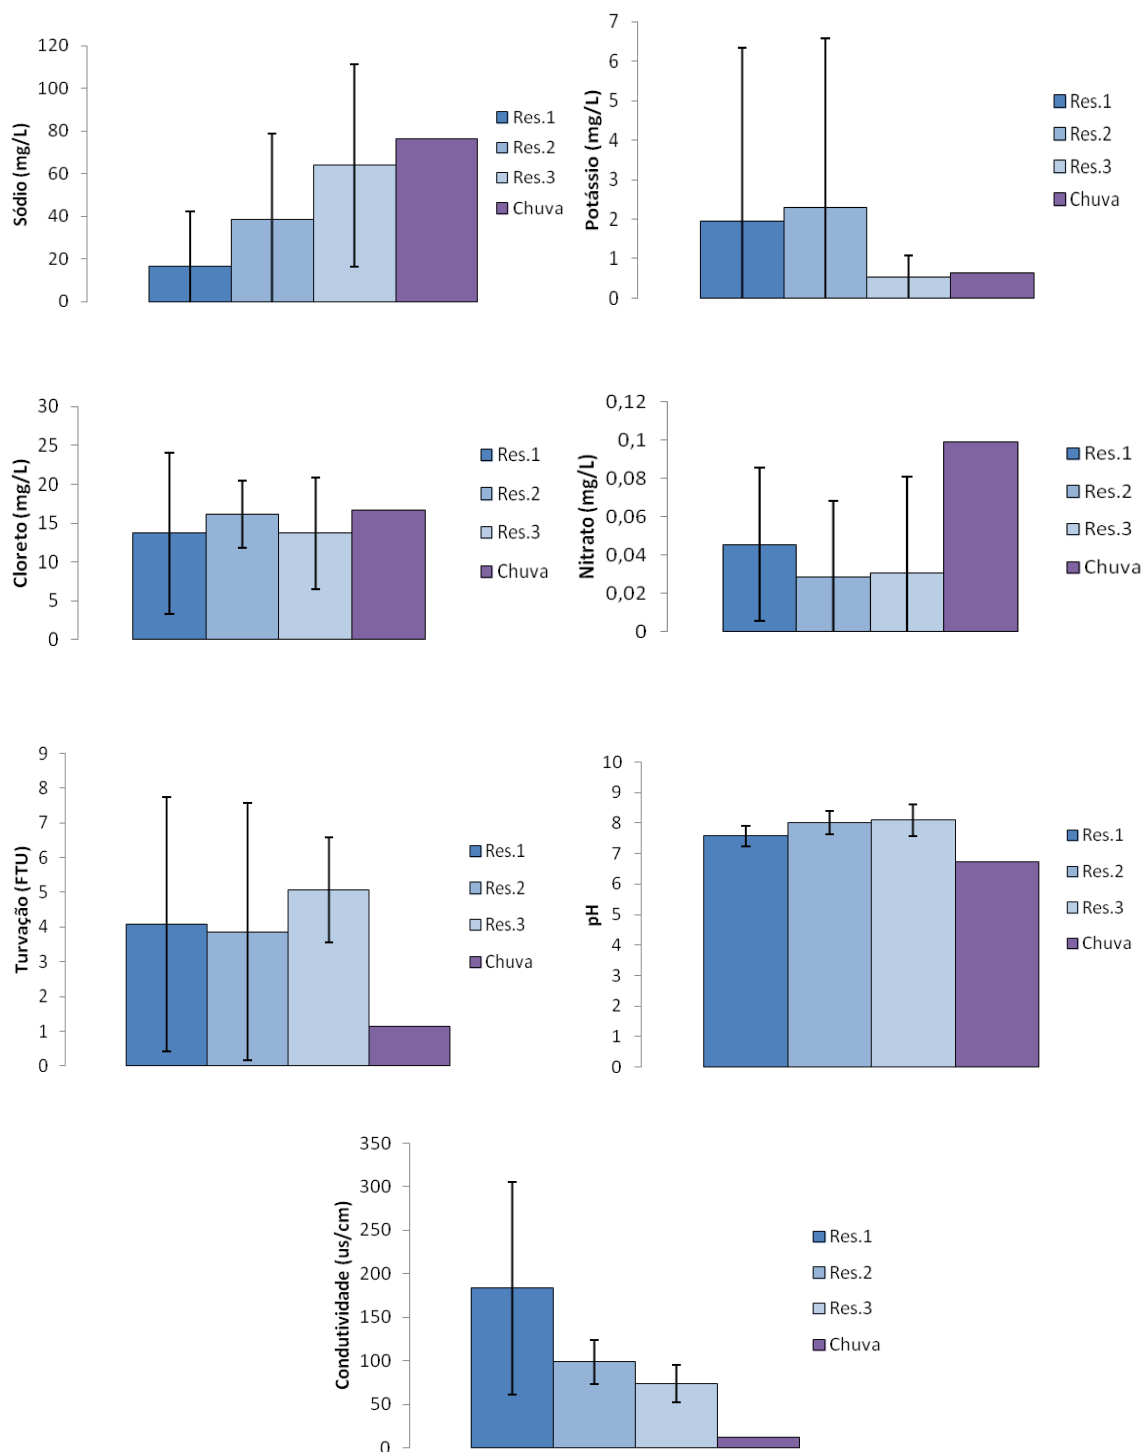 Sódio (mg/L)
120
100
80
60
40
20
0
Res.1
Res.2
Res.3
Chuva
Potássio (mg/L)
7
6
5
4
3
2
1
0
Res.1
Res.2
Res.3
Chuva
Cloreto (mg/L)
30
25
20
15
10
5
0
Res.1
Res.2
Res.3
Chuva
Nitrato (mg/L)
0,12
0,1
0,08
0,06
0,04
0,02
0
Res.1
Res.2
Res.3
Chuva
Turvação (FTU)
9
8
7
6
5
4
3
2
1
0
Res.1
Res.2
Res.3
Chuva
pH
10
9
8
7
6
5
4
3
2
1
0
Res.1
Res.2
Res.3
Chuva
Condutividade (us/cm)
350
300
250
200
150
100
50
0
Res.1
Res.2
Res.3
Chuva